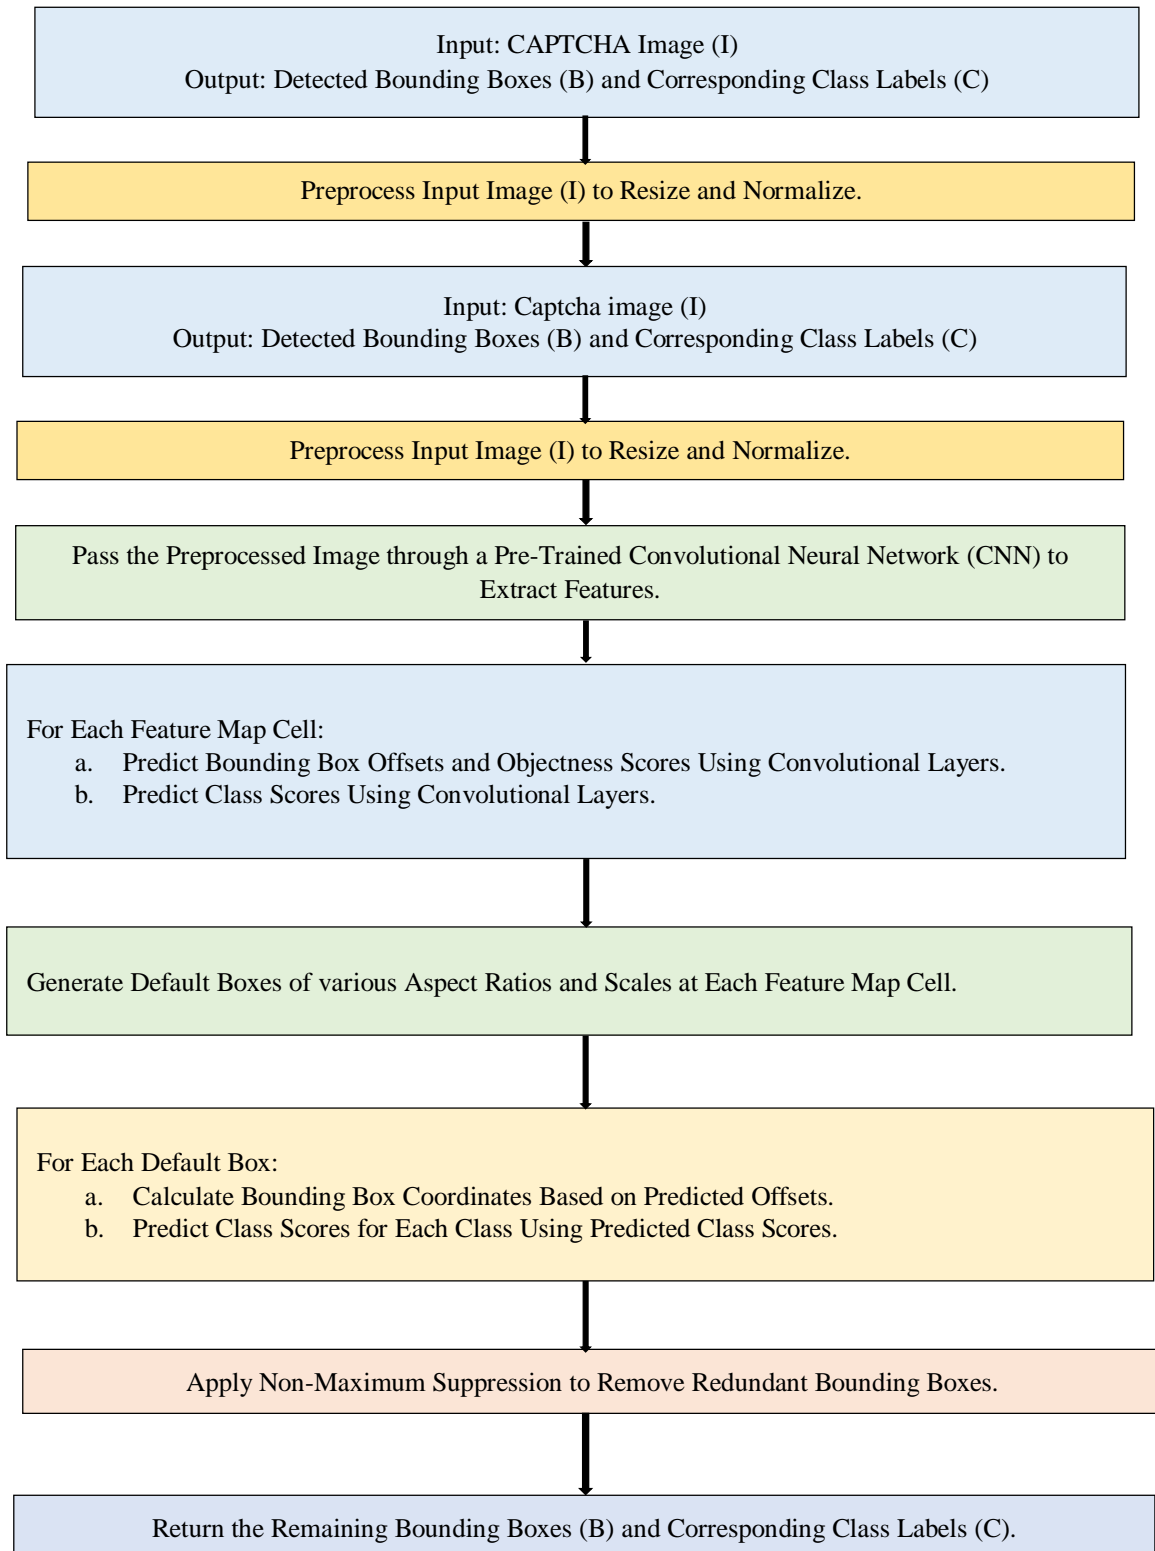 Input: CAPTCHA Image (I)
Output: Detected Bounding Boxes (B) and Corresponding Class Labels (C)
Preprocess Input Image (I) to Resize and Normalize.
Input: Captcha image (I)
Output: Detected Bounding Boxes (B) and Corresponding Class Labels (C)
Preprocess Input Image (I) to Resize and Normalize.
Pass the Preprocessed Image through a Pre-Trained Convolutional Neural Network (CNN) to
Extract Features.
For Each Feature Map Cell:
a. Predict Bounding Box Offsets and Objectness Scores Using Convolutional Layers.
b. Predict Class Scores Using Convolutional Layers.
Generate Default Boxes of various Aspect Ratios and Scales at Each Feature Map Cell.
For Each Default Box:
a. Calculate Bounding Box Coordinates Based on Predicted Offsets.
b. Predict Class Scores for Each Class Using Predicted Class Scores.
Apply Non-Maximum Suppression to Remove Redundant Bounding Boxes.
Return the Remaining Bounding Boxes (B) and Corresponding Class Labels (C).